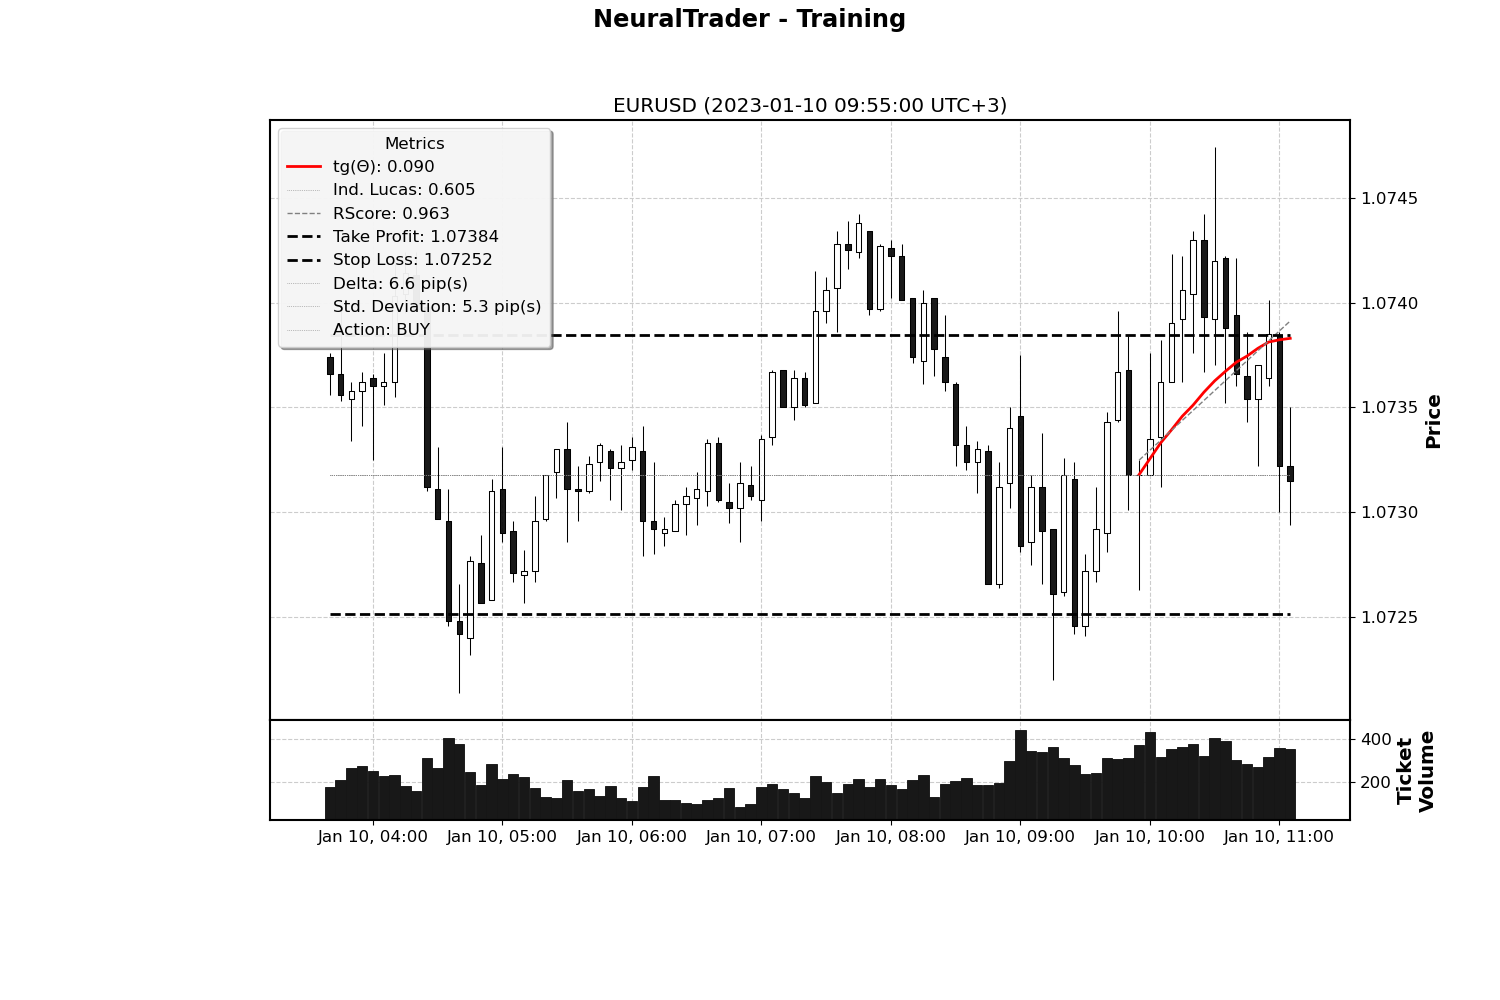 NeuralTrader - Training
EURUSD (2023-01-10 09:55:00 UTC+3)
Metrics
tg(Θ): 0.090
Ind. Lucas: 0.605
RScore: 0.963
Take Profit: 1.07384
Stop Loss: 1.07252
Delta: 6.6 pip(s)
Std. Deviation: 5.3 pip(s)
Action: BUY
1.0745
1.0740
1.0735
1.0730
1.0725
Price
400
200
Ticket
Volume
Jan 10, 04:00
Jan 10, 05:00
Jan 10, 06:00
Jan 10, 07:00
Jan 10, 08:00
Jan 10, 09:00
Jan 10, 10:00
Jan 10, 11:00